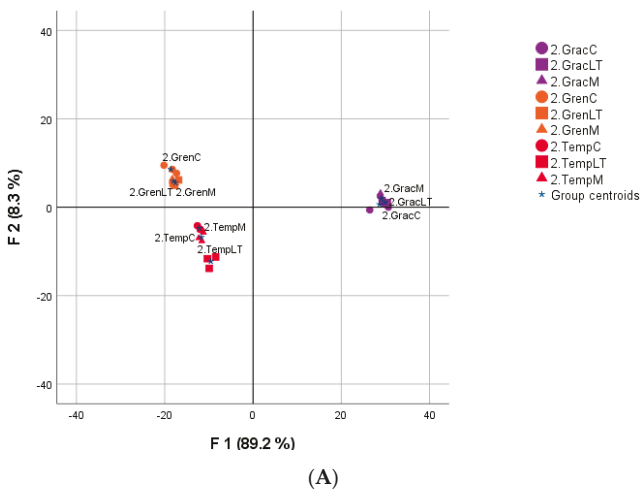 40
20
0
-20
-40
-40
-20
0
20
40
F 2 (8.3 %)
F 1 (89.2 %)
2.GrenC
2.GrenLT 2.GrenM
2.TempM
2.TempC
2.TempLT
2.GracM
2.GracLT
2.GracC
2.GracC
2.GracLT
2.GracM
2.GrenC
2.GrenLT
2.GrenM
2.TempC
2.TempLT
2.TempM
Group centroids
(A)